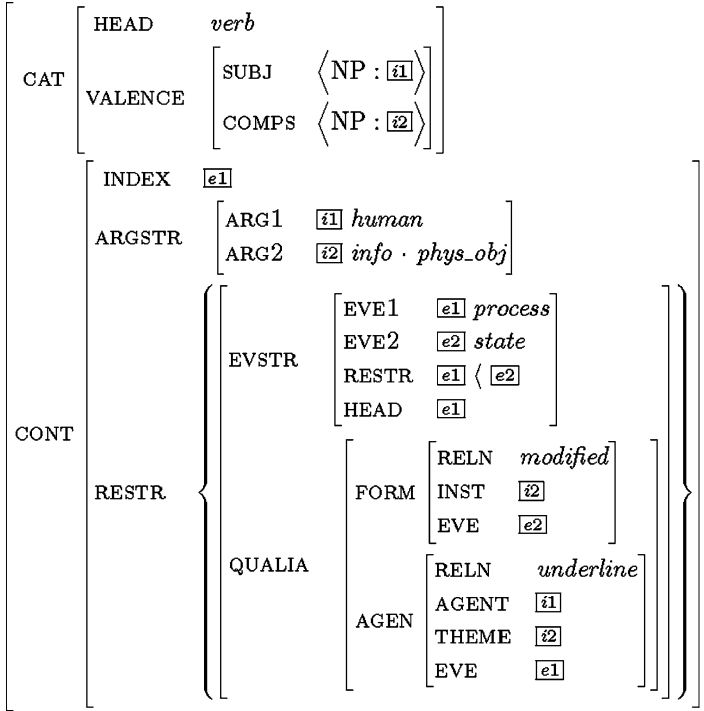 HEAD verb
CAT
VALENCE
SUBJ ⟨NP : i1⟩
COMPS ⟨NP : i2⟩
INDEX e1
ARGSTR
ARG1 i1 human
ARG2 i2 info · phys_obj
CONT
RESTR
EVSTR
EVE1 e1 process
EVE2 e2 state
RESTR e1 ⟨ e2
HEAD e1
QUALIA
FORM
RELN modified
INST i2
EVE e2
AGEN
RELN underline
AGENT i1
THEME i2
EVE e1